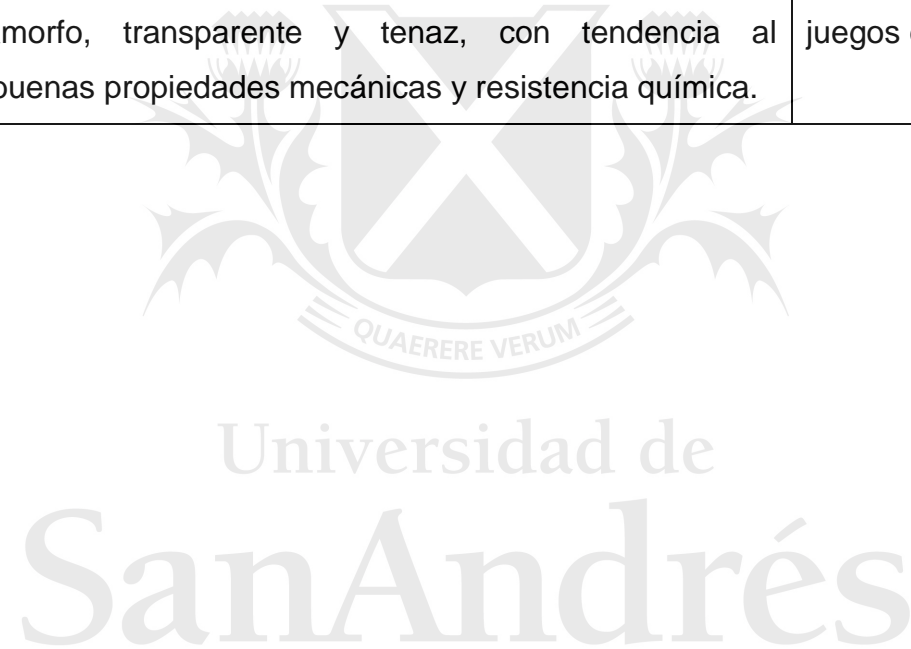 morfo, transparente y tenaz, con tendencia al juegos
buenas propiedades mecánicas y resistencia química.
QUAERERE VERUM
Universidad de
SanAndrés